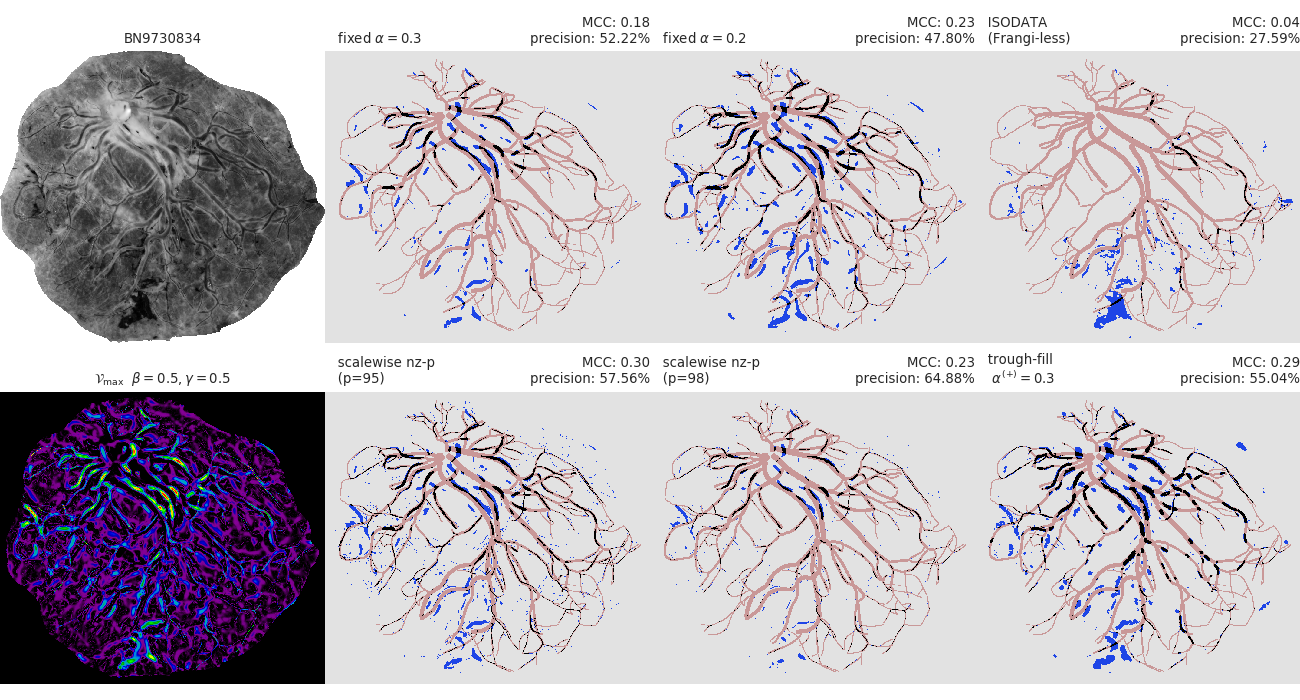 BN9730834
fixed α = 0.3
MCC: 0.18
precision: 52.22%
fixed α = 0.2
MCC: 0.23
precision: 47.80%
ISODATA
(Frangi-less)
MCC: 0.04
precision: 27.59%
𝒱max β = 0.5, γ = 0.5
scalewise nz-p
(p=95)
MCC: 0.30
precision: 57.56%
scalewise nz-p
(p=98)
MCC: 0.23
precision: 64.88%
trough-fill
α(+) = 0.3
MCC: 0.29
precision: 55.04%